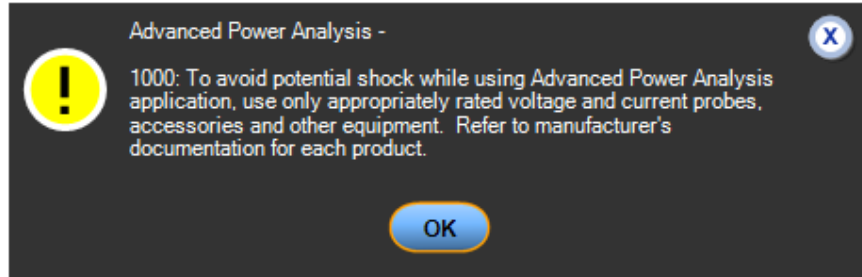 Advanced Power Analysis -
X
1000: To avoid potential shock while using Advanced Power Analysis
application, use only appropriately rated voltage and current probes,
accessories and other equipment.  Refer to manufacturer's
documentation for each product.
OK